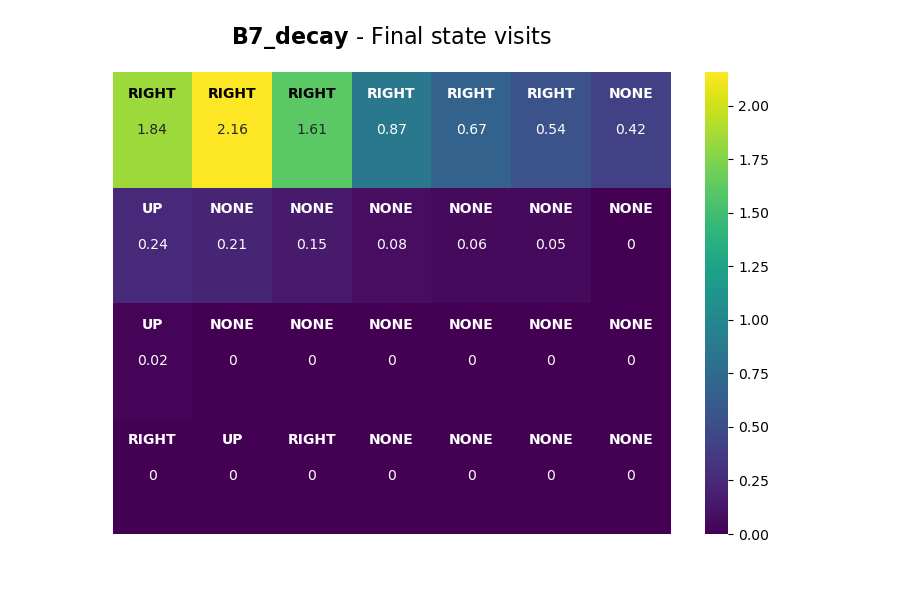 B7_decay - Final state visits
RIGHT RIGHT RIGHT RIGHT RIGHT RIGHT NONE
1.84 2.16 1.61 0.87 0.67 0.54 0.42
UP NONE NONE NONE NONE NONE NONE
0.24 0.21 0.15 0.08 0.06 0.05 0
UP NONE NONE NONE NONE NONE NONE
0.02 0 0 0 0 0 0
RIGHT UP RIGHT NONE NONE NONE NONE
0 0 0 0 0 0 0
2.00
1.75
1.50
1.25
1.00
0.75
0.50
0.25
0.00